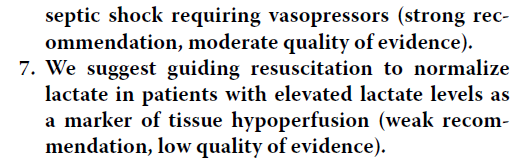 septic shock requiring vasopressors (strong rec-
ommendation, moderate quality of evidence).
7. We suggest guiding resuscitation to normalize
lactate in patients with elevated lactate levels as
a marker of tissue hypoperfusion (weak recom-
mendation, low quality of evidence).